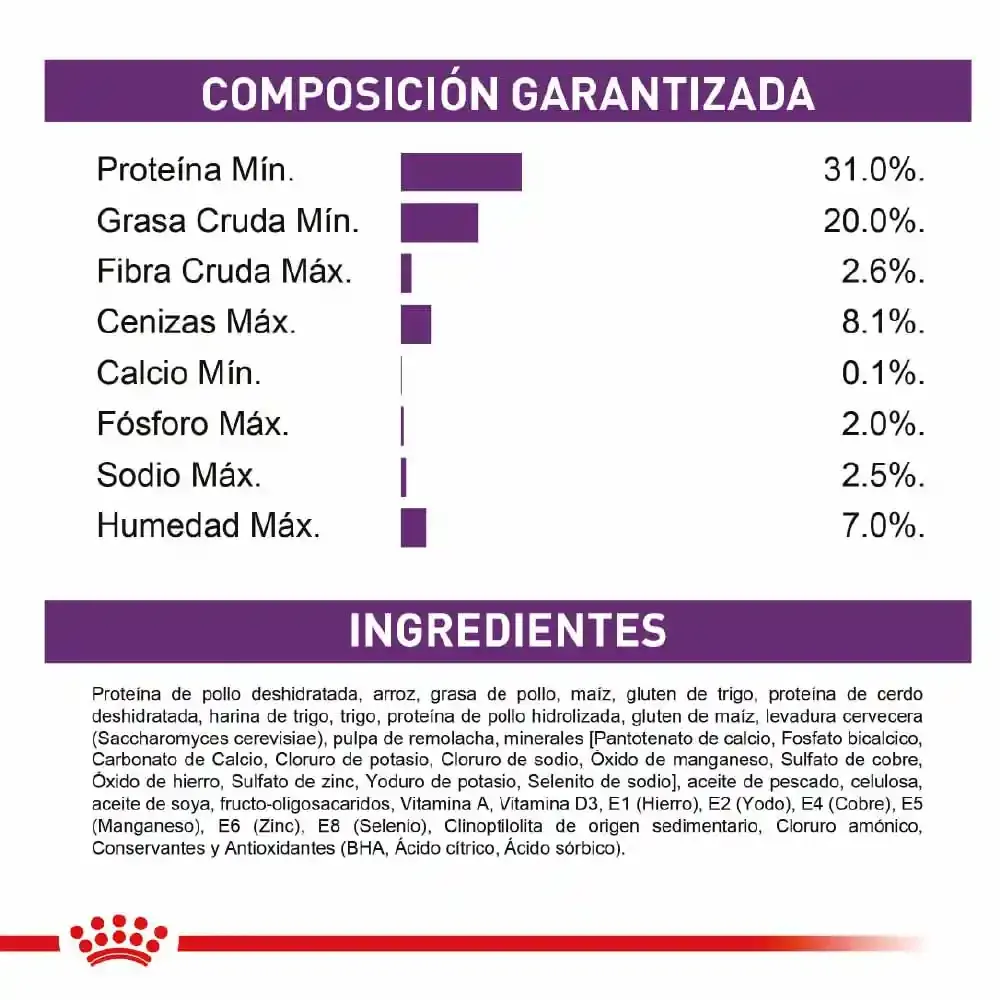 COMPOSICIÓN GARANTIZADA
Proteína Mín. 31.0%.
Grasa Cruda Mín. 20.0%.
Fibra Cruda Máx. 2.6%.
Cenizas Máx. 8.1%.
Calcio Mín. 0.1%.
Fósforo Máx. 2.0%.
Sodio Máx. 2.5%.
Humedad Máx. 7.0%.
INGREDIENTES
Proteína de pollo deshidratada, arroz, grasa de pollo, maíz, gluten de trigo, proteína de cerdo
deshidratada, harina de trigo, trigo, proteína de pollo hidrolizada, gluten de maíz, levadura cervecera
(Saccharomyces cerevisiae), pulpa de remolacha, minerales [Pantotenato de calcio, Fosfato bicalcico,
Carbonato de Calcio, Cloruro de potasio, Cloruro de sodio, Óxido de manganeso, Sulfato de cobre,
Óxido de hierro, Sulfato de zinc, Yoduro de potasio, Selenito de sodio], aceite de pescado, celulosa,
aceite de soya, fructo-oligosacaridos, Vitamina A, Vitamina D3, E1 (Hierro), E2 (Yodo), E4 (Cobre), E5
(Manganeso), E6 (Zinc), E8 (Selenio), Clinoptilolita de origen sedimentario, Cloruro amónico,
Conservantes y Antioxidantes (BHA, Ácido cítrico, Ácido sórbico).